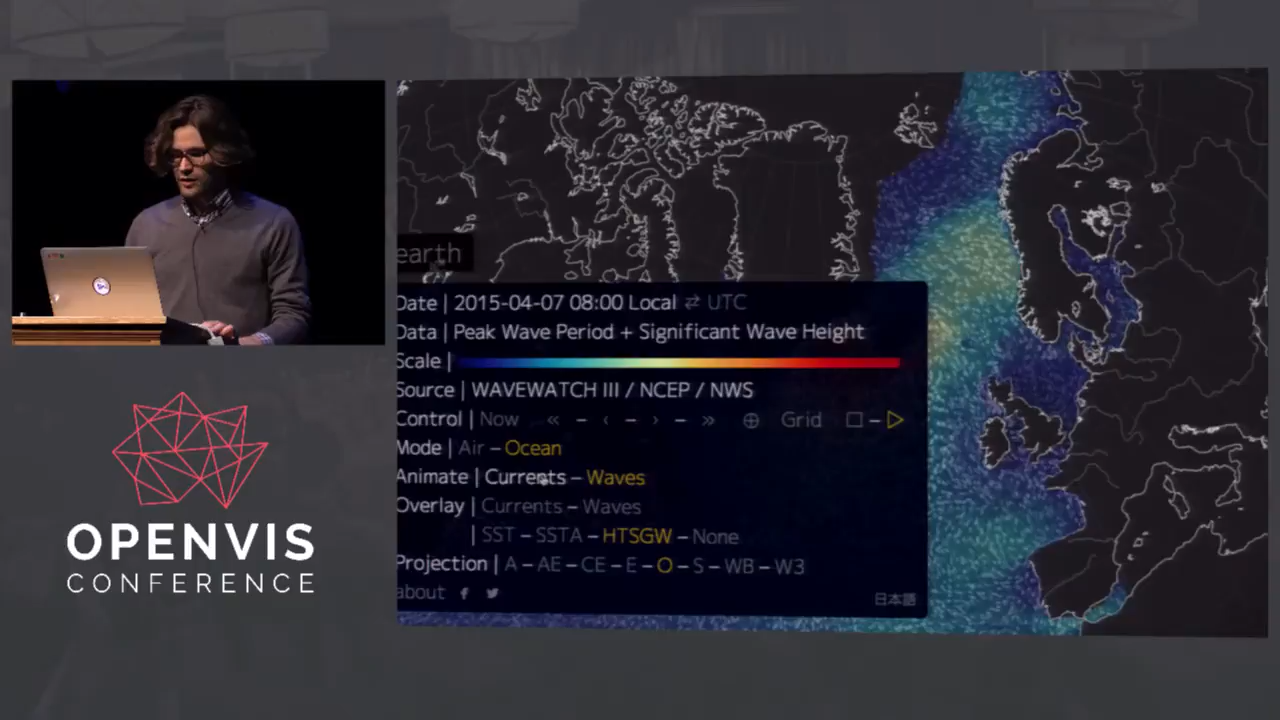 earth
Date | 2015-04-07 08:00 Local ⇄ UTC
Data | Peak Wave Period + Significant Wave Height
Scale |
Source | WAVEWATCH III / NCEP / NWS
Control | Now « – ‹ – › – » ⊕ Grid □ – ▷
Mode | Air – Ocean
Animate | Currents – Waves
Overlay | Currents – Waves
| SST – SSTA – HTSGW – None
Projection | A – AE – CE – E – O – S – WB – W3
about f
日本語
OPENVIS
CONFERENCE